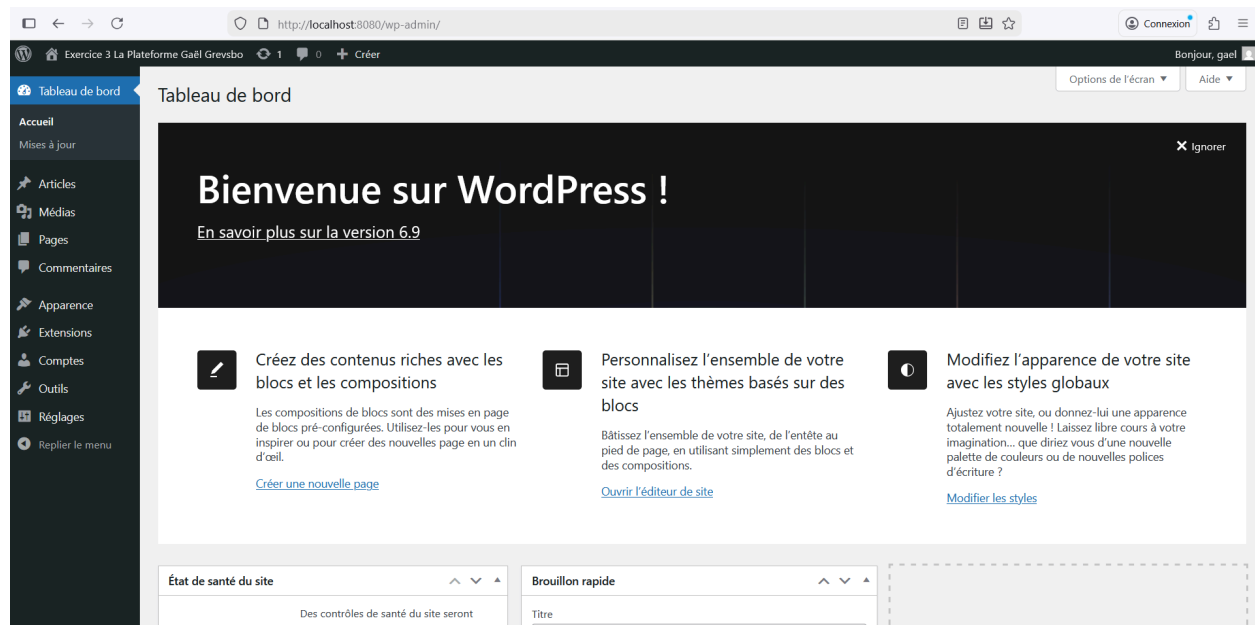 http://localhost:8080/wp-admin/
Connexion
Exercice 3 La Plateforme Gaël Grevsbo 1 0 Créer
Bonjour, gael
Tableau de bord
Accueil
Mises à jour
Articles
Médias
Pages
Commentaires
Apparence
Extensions
Comptes
Outils
Réglages
Replier le menu
Options de l'écran
Aide
Tableau de bord
Ignorer
Bienvenue sur WordPress !
En savoir plus sur la version 6.9
Créez des contenus riches avec les
blocs et les compositions
Les compositions de blocs sont des mises en page
de blocs pré-configurées. Utilisez-les pour vous en
inspirer ou pour créer des nouvelles page en un clin
d'œil.
Créer une nouvelle page
Personnalisez l'ensemble de votre
site avec les thèmes basés sur des
blocs
Bâtissez l'ensemble de votre site, de l'entête au
pied de page, en utilisant simplement des blocs et
des compositions.
Ouvrir l'éditeur de site
Modifiez l'apparence de votre site
avec les styles globaux
Ajustez votre site, ou donnez-lui une apparence
totalement nouvelle ! Laissez libre cours à votre
imagination… que diriez vous d'une nouvelle
palette de couleurs ou de nouvelles polices
d'écriture ?
Modifier les styles
État de santé du site
Des contrôles de santé du site seront
Brouillon rapide
Titre